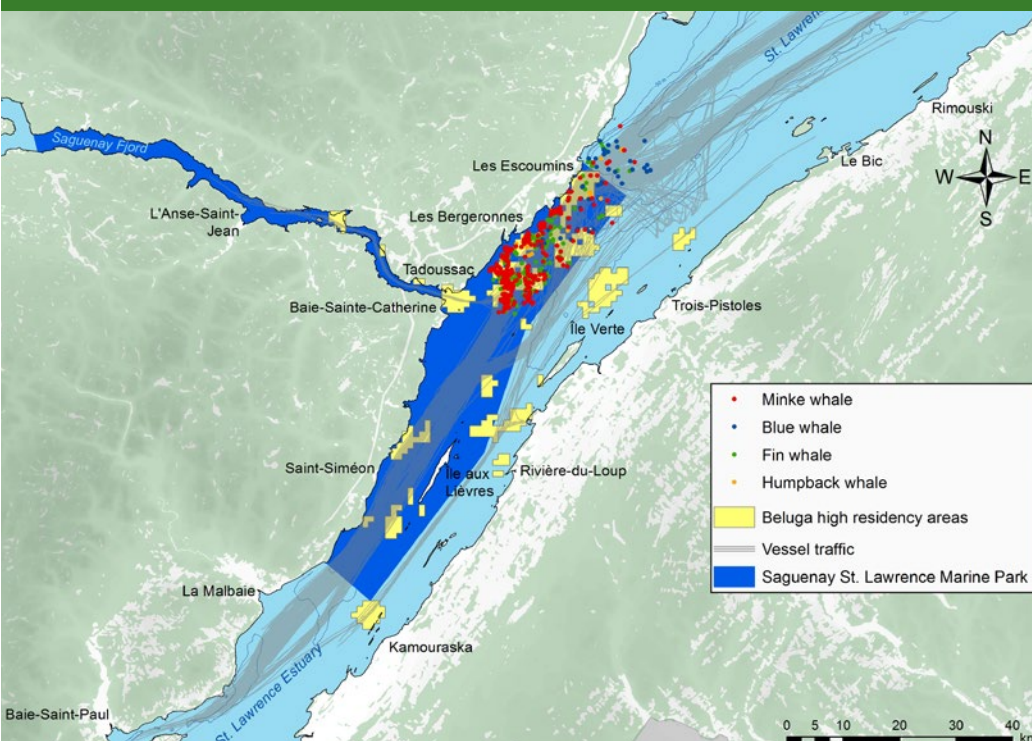 St. Lawrenc
Rimouski
N
W E
S
Le Bic
Saguenay Fjord
Les Escoumins
L'Anse-Saint-
Jean
Les Bergeronnes
Tadoussac
Baie-Sainte-Catherine
Trois-Pistoles
Île Verte
Minke whale
Blue whale
Fin whale
Humpback whale
Beluga high residency areas
Vessel traffic
Saguenay St. Lawrence Marine Park
Saint-Siméon
Île aux
Lièvres
Rivière-du-Loup
La Malbaie
Kamouraska
St. Lawrence Estuary
Baie-Saint-Paul
0 5 10 20 30 40
km